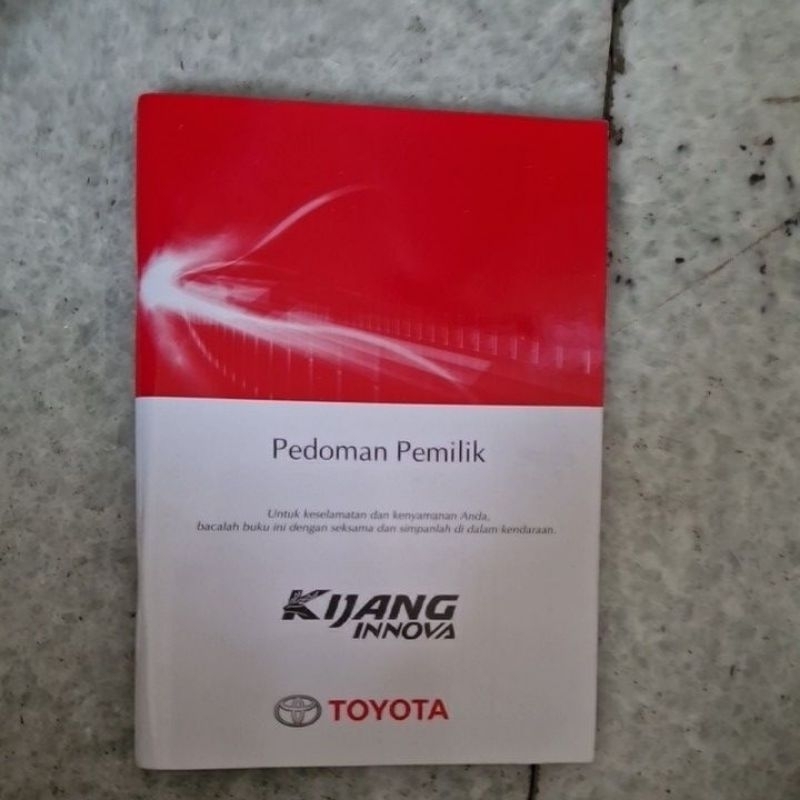 Pedoman Pemilik
Untuk keselamatan dan kenyamanan Anda,
bacalah buku ini dengan seksama dan simpanlah di dalam kendaraan.
KIJANG
INNOVA
TOYOTA